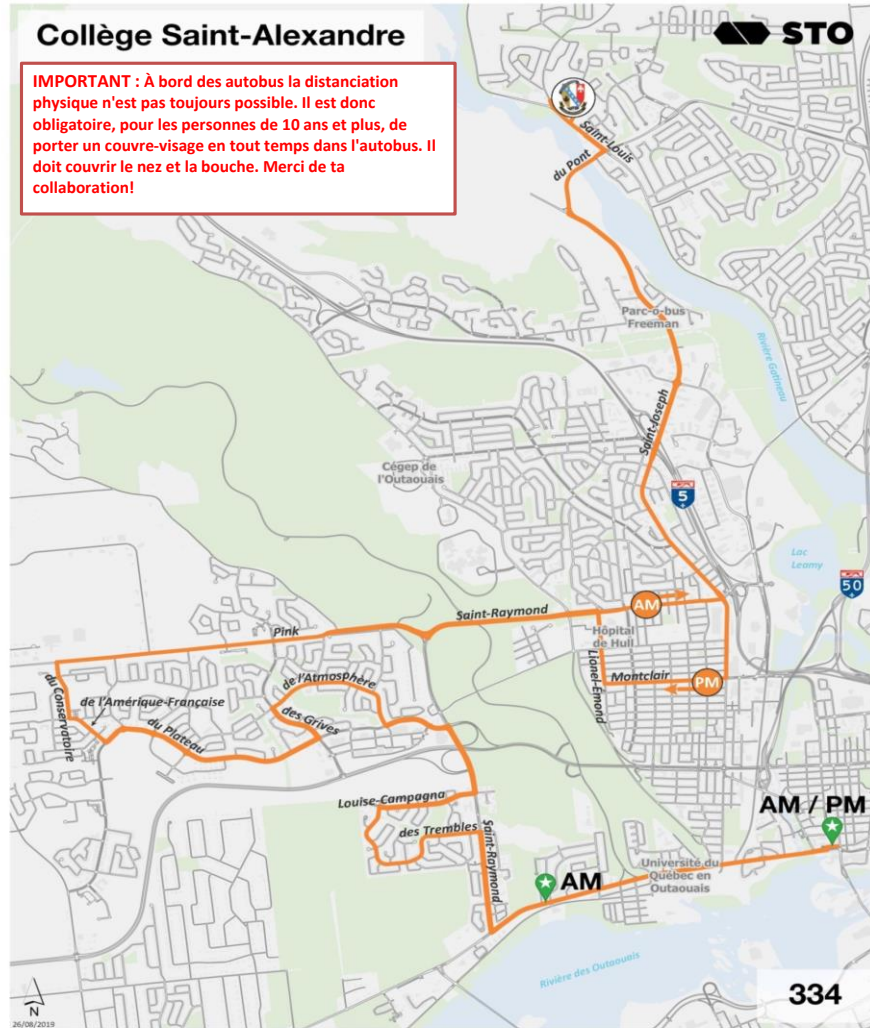 Collège Saint-Alexandre
STO
IMPORTANT : À bord des autobus la distanciation
physique n'est pas toujours possible. Il est donc
obligatoire, pour les personnes de 10 ans et plus, de
porter un couvre-visage en tout temps dans l'autobus. Il
doit couvrir le nez et la bouche. Merci de ta
collaboration!
Saint-Louis
du Pont
Parc-o-bus
Freeman
Rivière Gatineau
Saint-Joseph
Cégep de
l'Outaouais
5
Lac
Leamy
50
AM
Saint-Raymond
Pink
Hôpital
de Hull
Lionel-Émond
Montclair
PM
de l'Atmosphère
du Conservatoire
de l'Amérique-Française
des Grives
du Plateau
Louise-Campagna
des Trembles
Saint-Raymond
AM / PM
AM
Université du
Québec en
Outaouais
Rivière des Outaouais
334
N
26/08/2019